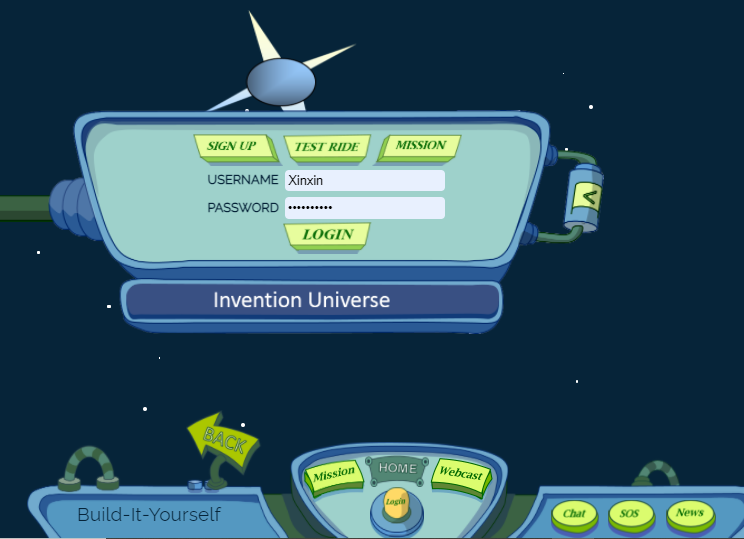 SIGN UP TEST RIDE MISSION
USERNAME Xinxin
PASSWORD ••••••••••
LOGIN
<
Invention Universe
BACK
Mission HOME Webcast
Login
Build-It-Yourself
Chat SOS News